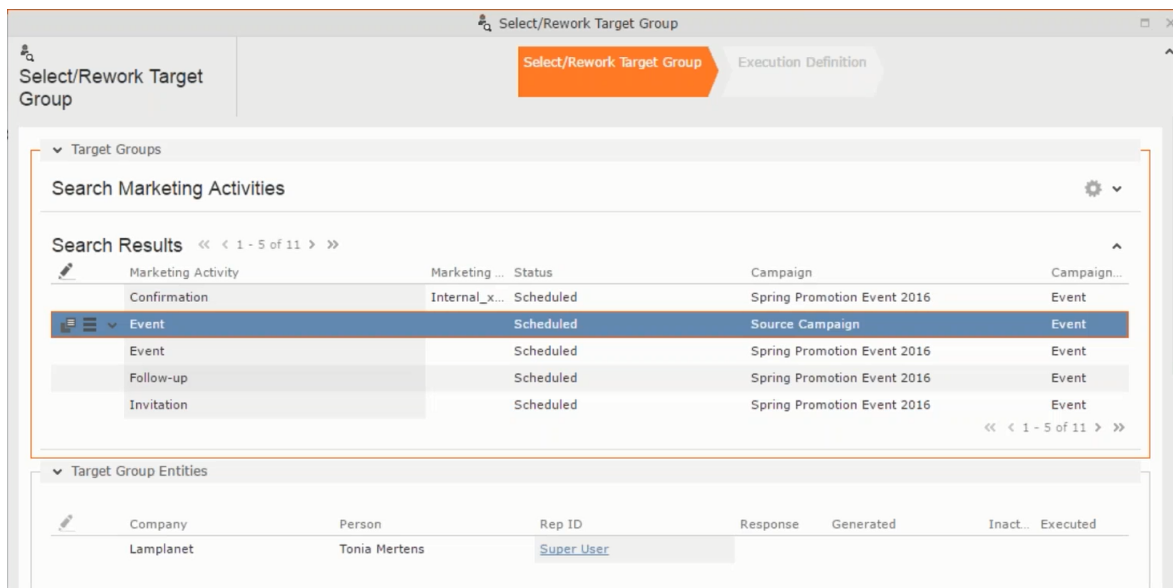 Select/Rework Target Group
Select/Rework Target
Group
Select/Rework Target Group
Execution Definition
Target Groups
Search Marketing Activities
Search Results << < 1 - 5 of 11 > >>
Marketing Activity Marketing ... Status Campaign Campaign...
Confirmation Internal_x... Scheduled Spring Promotion Event 2016 Event
Event Scheduled Source Campaign Event
Event Scheduled Spring Promotion Event 2016 Event
Follow-up Scheduled Spring Promotion Event 2016 Event
Invitation Scheduled Spring Promotion Event 2016 Event
<< < 1 - 5 of 11 > >>
Target Group Entities
Company Person Rep ID Response Generated Inact... Executed
Lamplanet Tonia Mertens Super User